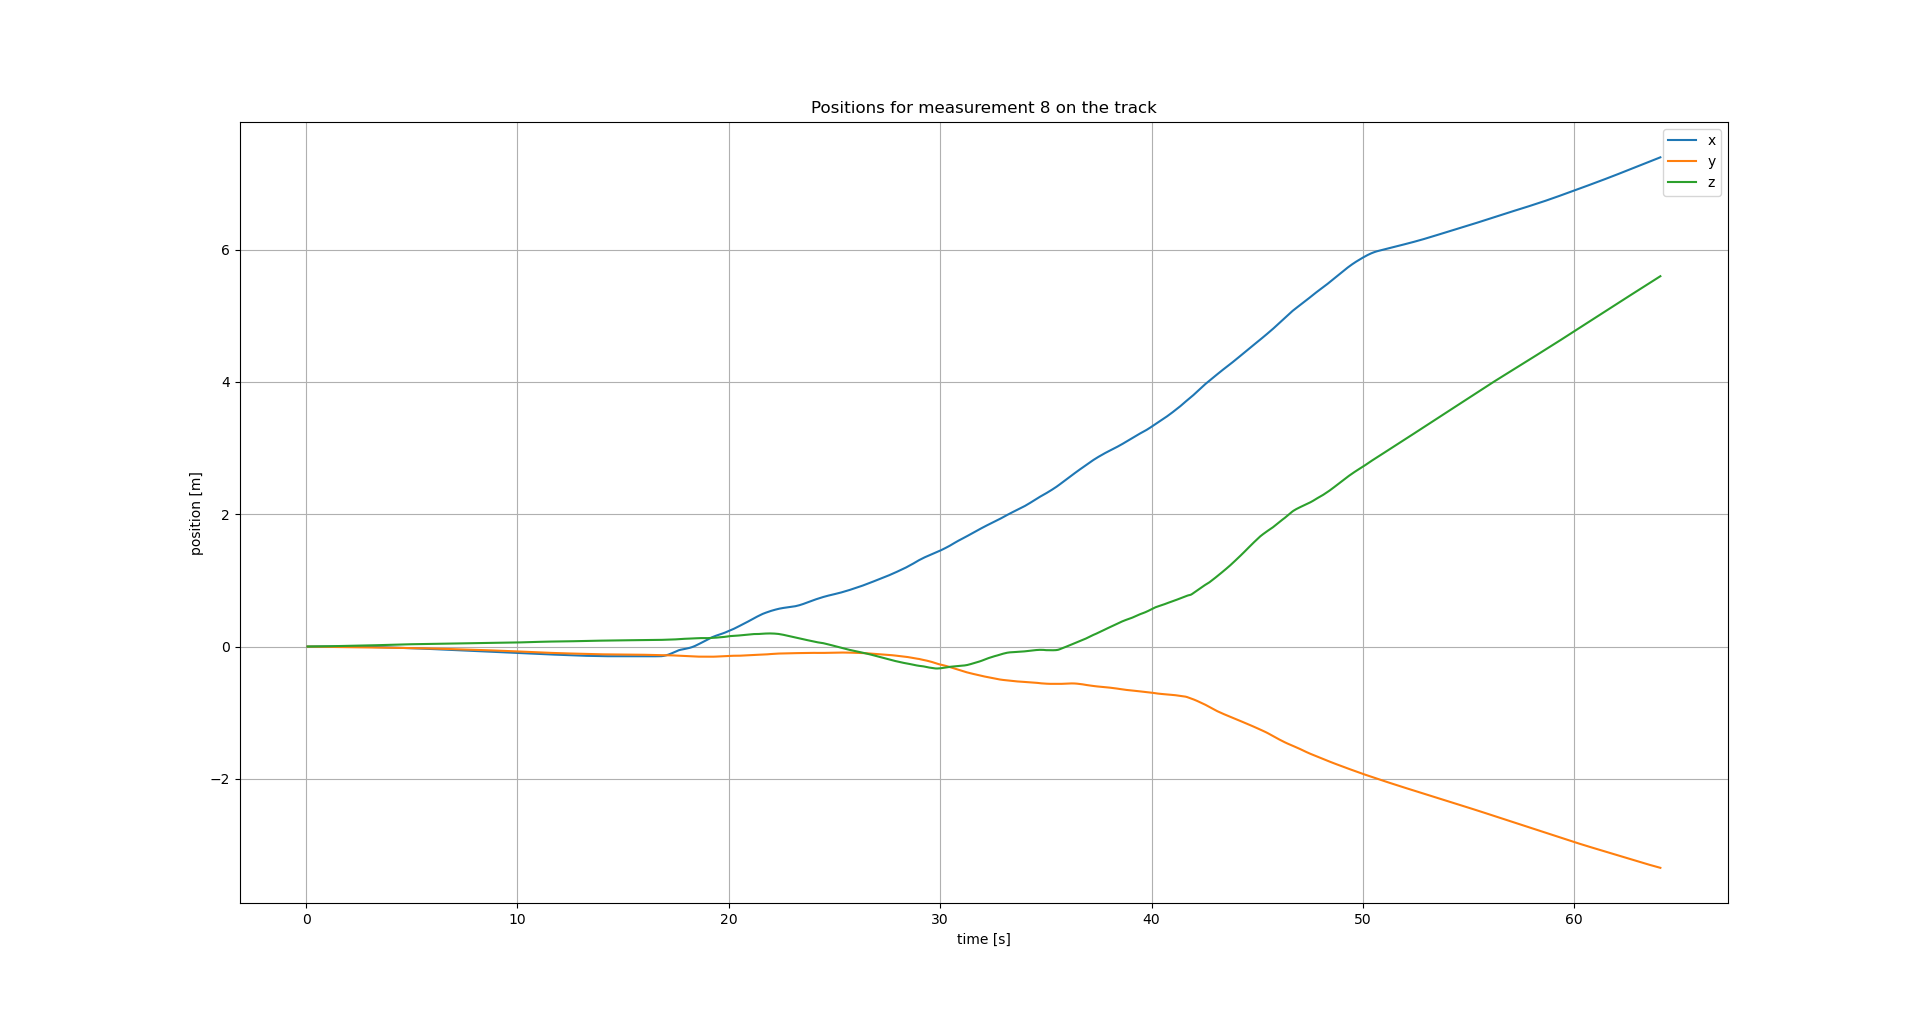 Positions for measurement 8 on the track
x
y
z
6
4
2
0
−2
position [m]
0 10 20 30 40 50 60
time [s]